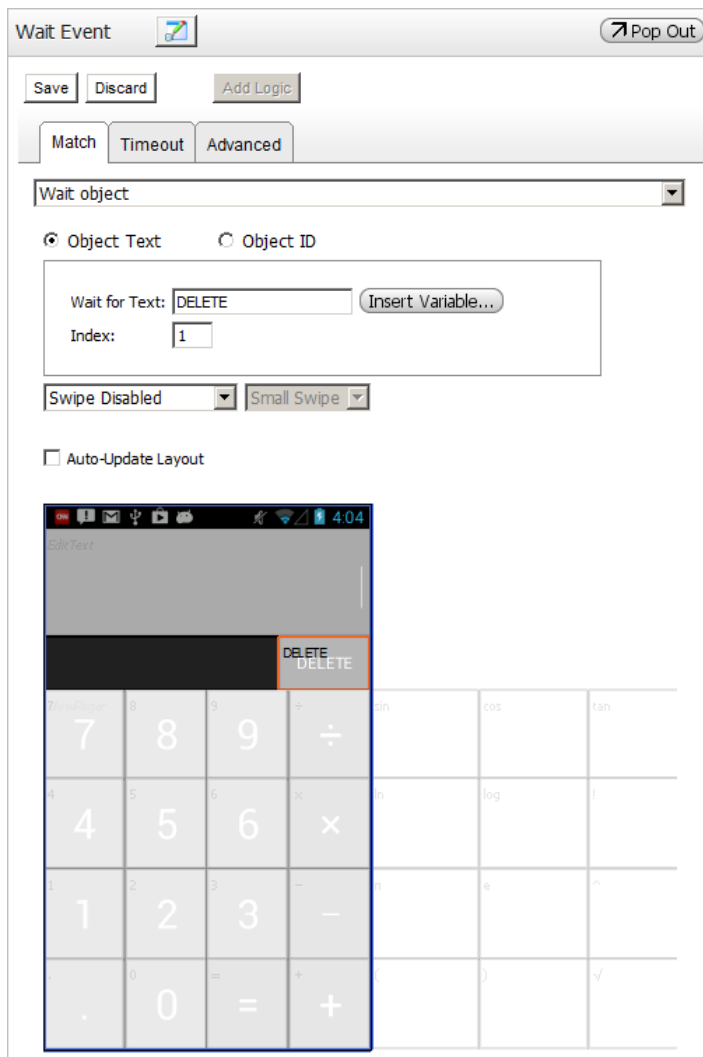 Wait Event
Pop Out
Save Discard Add Logic
Match Timeout Advanced
Wait object
Object Text Object ID
Wait for Text: DELETE Insert Variable...
Index: 1
Swipe Disabled Small Swipe
Auto-Update Layout
4:04
EditText
DELETE
DELETE
7 8 9 ÷ sin cos tan
7 8 9 ÷
4 5 6 × ln log !
4 5 6 ×
1 2 3 − π e ^
1 2 3 −
. 0 = + ( ) √
. 0 = +